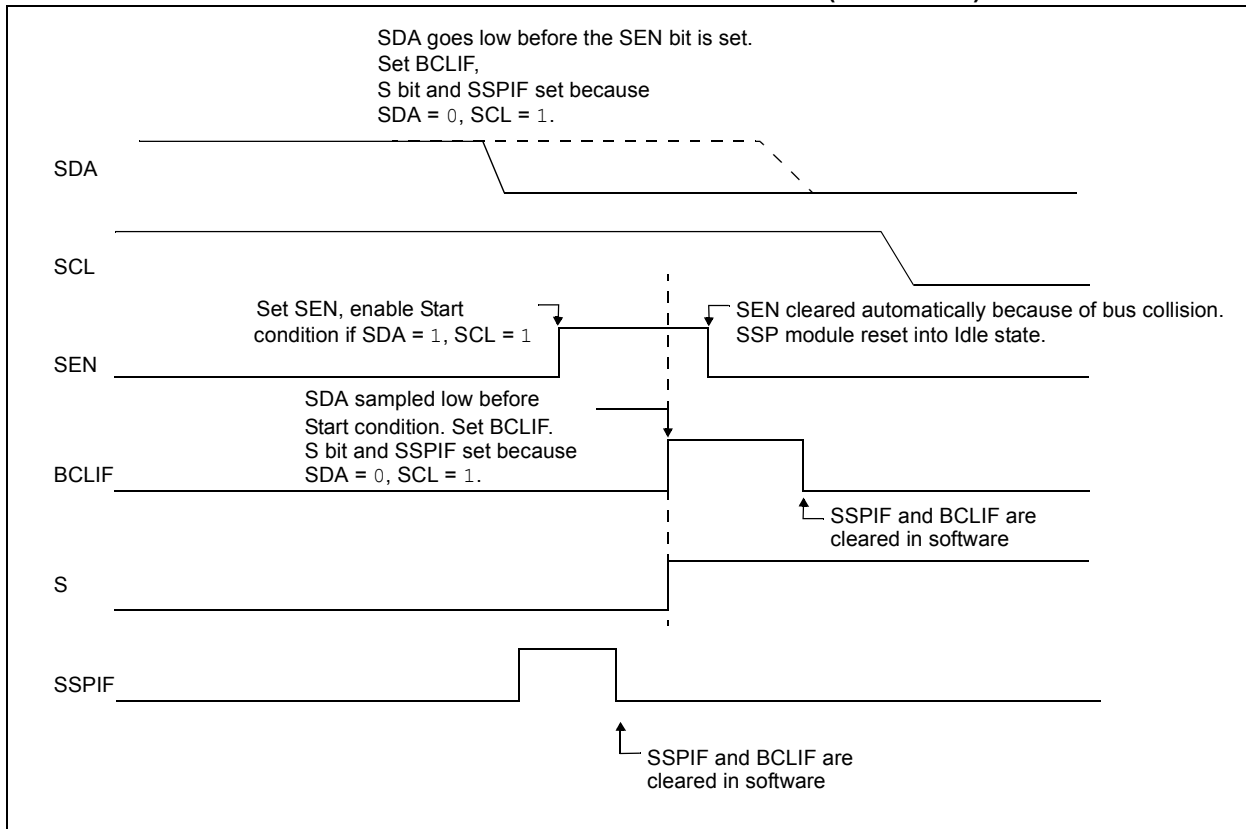 SDA goes low before the SEN bit is set.
Set BCLIF,
S bit and SSPIF set because
SDA = 0, SCL = 1.
SDA
SCL
Set SEN, enable Start
condition if SDA = 1, SCL = 1
SEN cleared automatically because of bus collision.
SSP module reset into Idle state.
SEN
SDA sampled low before
Start condition. Set BCLIF.
S bit and SSPIF set because
SDA = 0, SCL = 1.
BCLIF
SSPIF and BCLIF are
cleared in software
S
SSPIF
SSPIF and BCLIF are
cleared in software